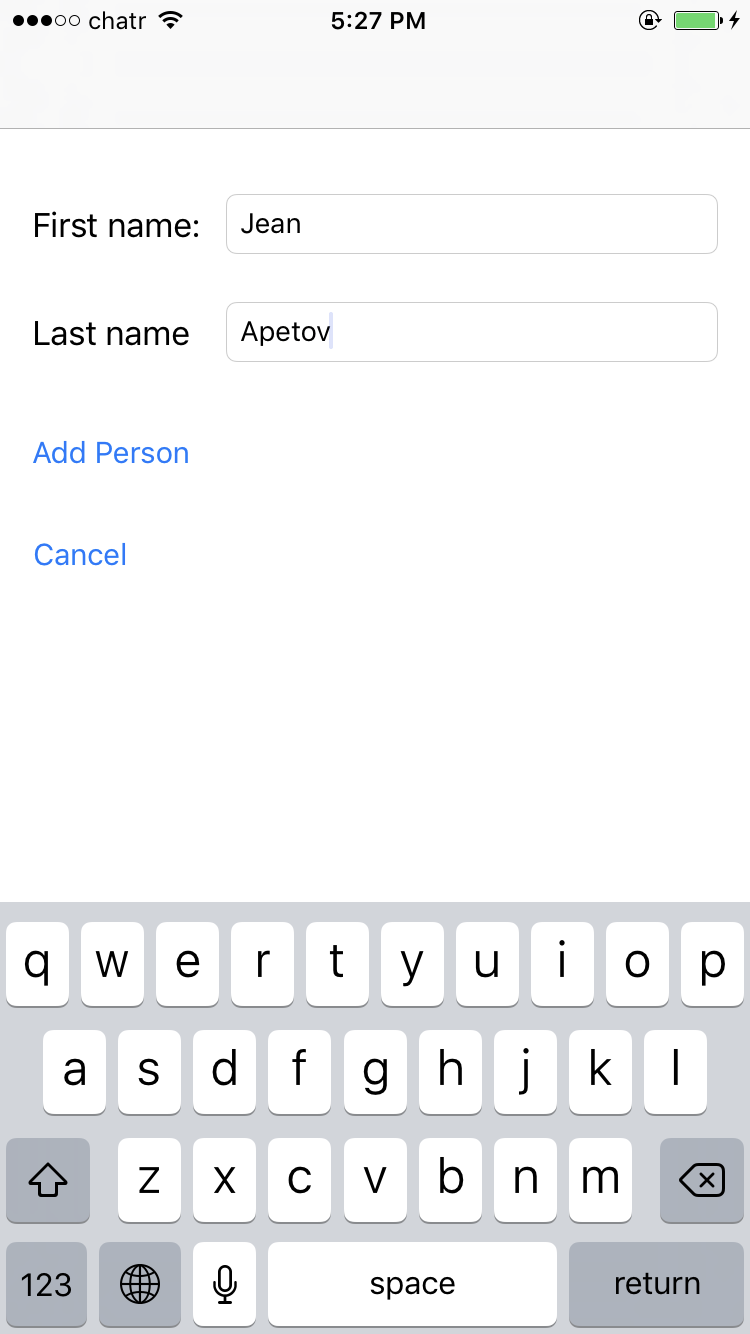 chatr 5:27 PM
First name: Jean
Last name Apetov
Add Person
Cancel
q w e r t y u i o p
a s d f g h j k l
z x c v b n m
123 space return